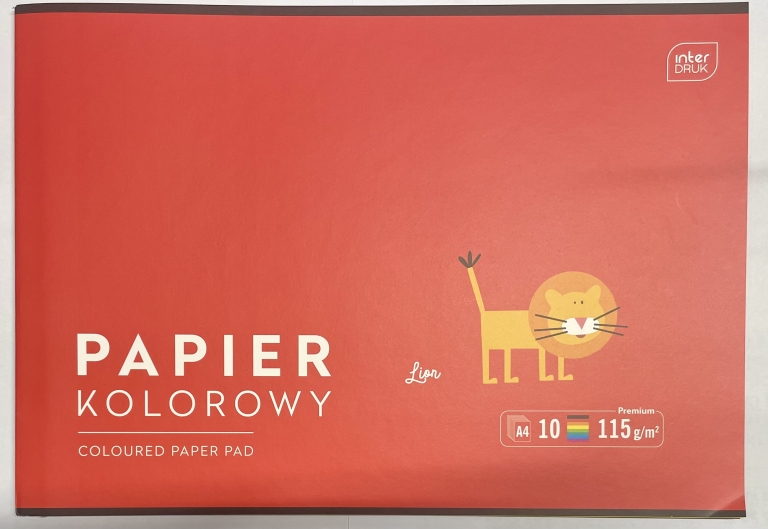 inter
DRUK
PAPIER
KOLOROWY
COLOURED PAPER PAD
Lion
Premium
A4 10 115 g/m²